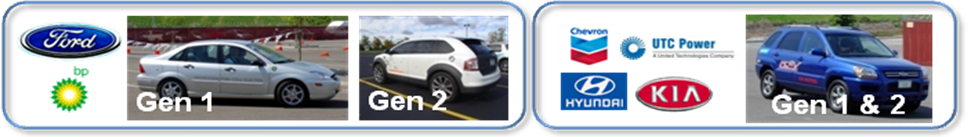 Ford
bp
Gen 1
Gen 2
Chevron
UTC Power
A United Technologies Company
HYUNDAI
KIA
Gen 1 & 2